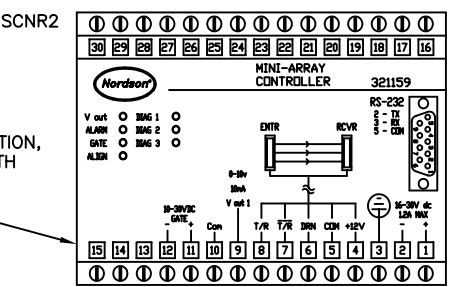 SCNR2
30 29 28 27 26 25 24 23 22 21 20 19 18 17 16
Nordson
MINI-ARRAY
CONTROLLER 321159
RS-232
2 - TX
3 - RX
5 - COM
V out DIAG 1
ALARM DIAG 2
GATE DIAG 3
ALIGN
EMTR RCVR
TION,
TH
0-10v
10mA
V out 1
10-30VDC
GATE
- +
Com
T/R T/R DRN COM +12V
16-30V dc
1.2A MAX
- +
15 14 13 12 11 10 9 8 7 6 5 4 3 2 1